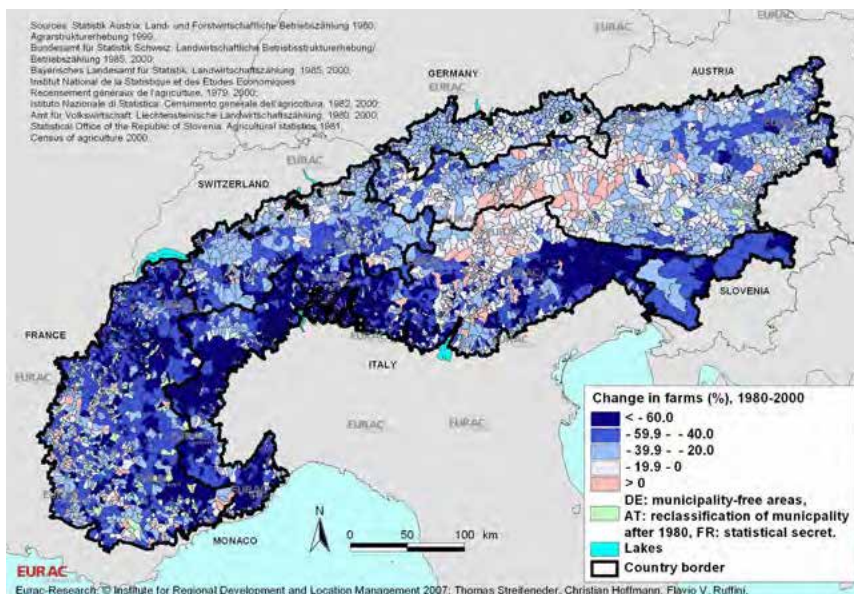 Sources: Statistik Austria: Land- und Forstwirtschaftliche Betriebszählung 1980,
Agrarstrukturerhebung 1999,
Bundesamt für Statistik Schweiz: Landwirtschaftliche Betriebsstrukturerhebung/
Betriebszählung 1985, 2000;
Bayerisches Landesamt für Statistik: Landwirtschaftszählung, 1985, 2000;
Institut National de la Statistique et des Etudes Economiques
Recensement généraux de l'agriculture, 1979, 2000;
Istituto Nazionale di Statistica: Censimento generale dell'agricoltura, 1982, 2000;
Amt für Volkswirtschaft: Liechtensteinische Landwirtschaftszählung, 1980, 2000;
Statistical Office of the Republic of Slovenia: Agricultural statistics 1981,
Census of agriculture 2000.
GERMANY
AUSTRIA
EURAC
EURAC
EURAC
SWITZERLAND
SLOVENIA
FRANCE
ITALY
EURAC
EURAC
EURAC
MONACO
N
0 50 100 km
Change in farms (%), 1980-2000
< - 60.0
- 59.9 - - 40.0
-39.9 - - 20.0
-19.9 - 0
> 0
DE: municipality-free areas,
AT: reclassification of municpality
after 1980, FR: statistical secret.
Lakes
Country border
EURAC
Eurac-Research: © Institute for Regional Development and Location Management 2007: Thomas Streifeneder, Christian Hoffmann, Flavio V. Ruffini.